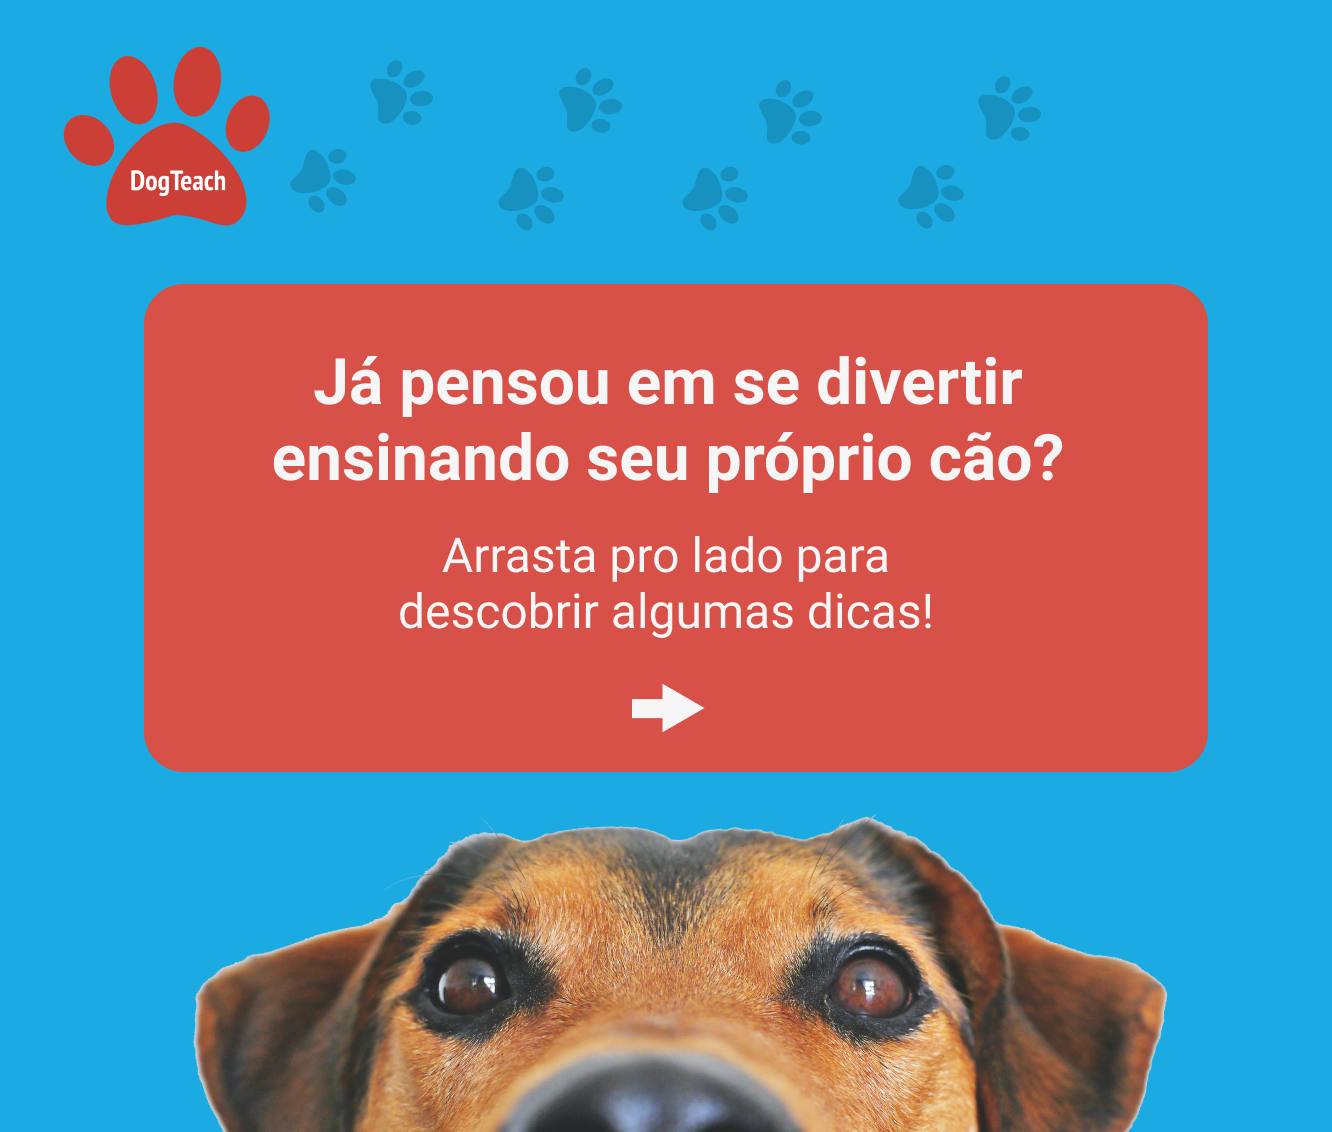 DogTeach
Já pensou em se divertir
ensinando seu próprio cão?
Arrasta pro lado para
descobrir algumas dicas!